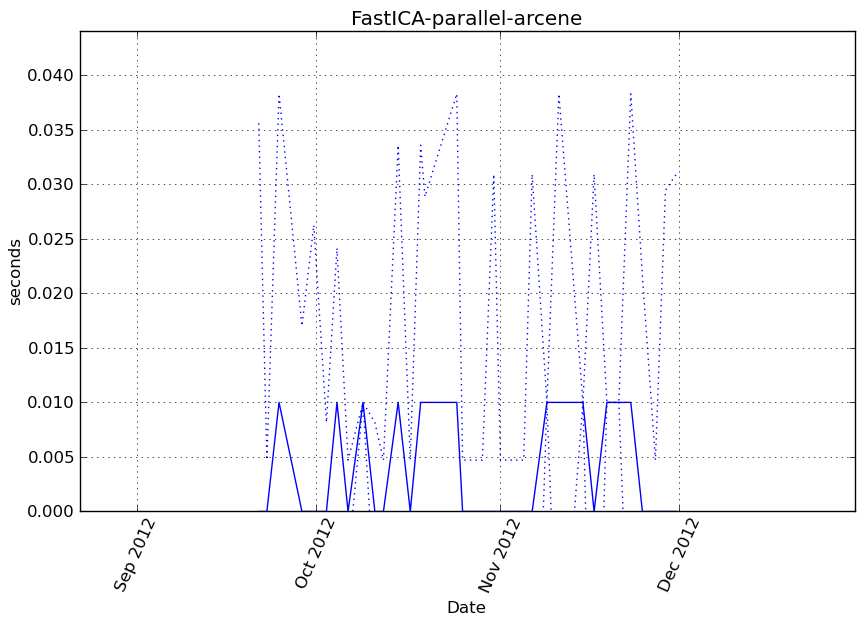 FastICA-parallel-arcene
seconds
0.040
0.035
0.030
0.025
0.020
0.015
0.010
0.005
0.000
Sep 2012
Oct 2012
Nov 2012
Dec 2012
Date